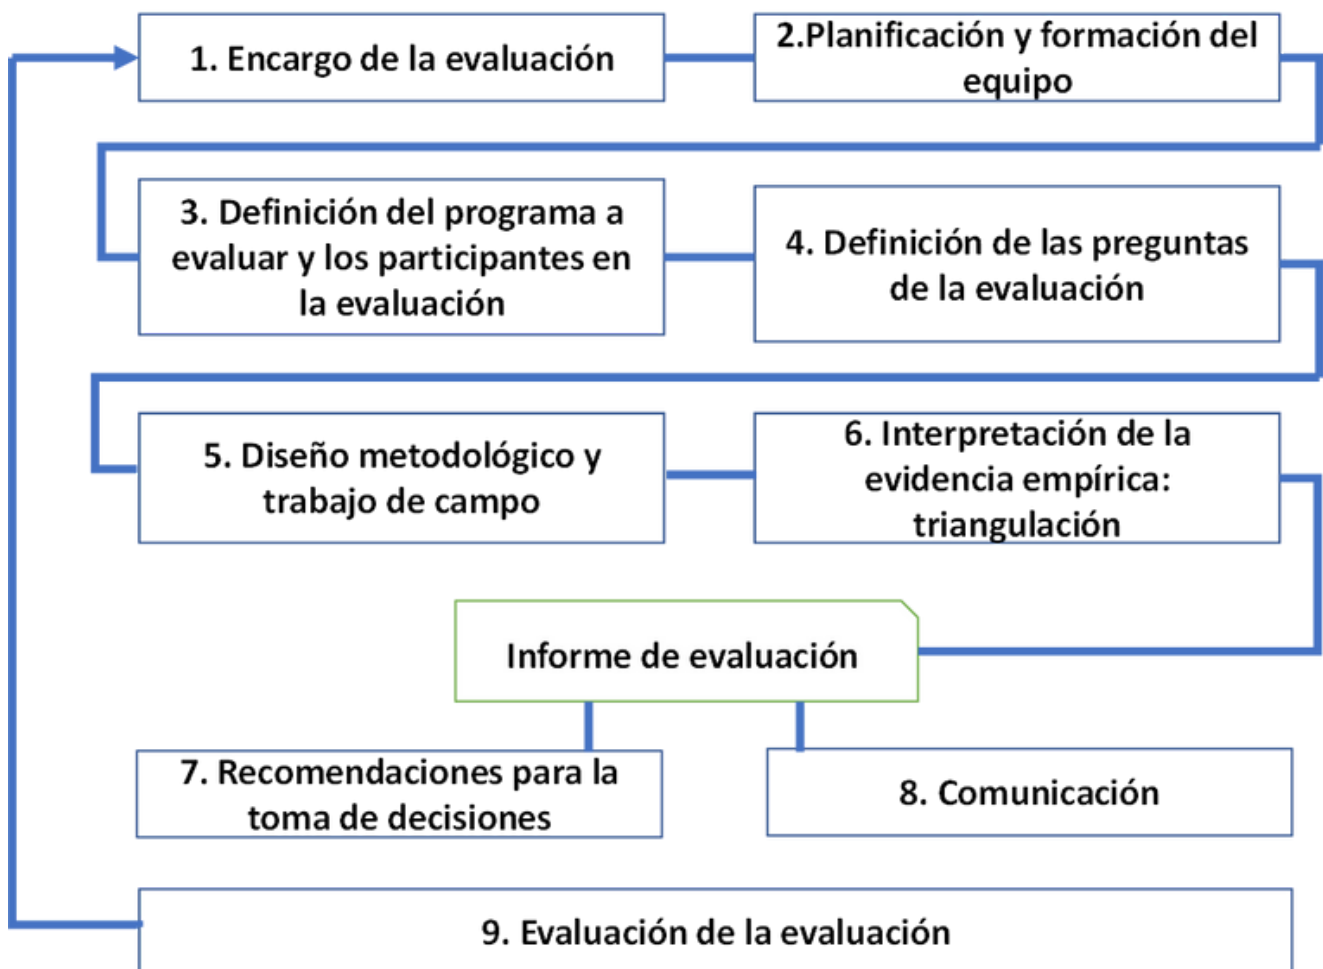 1. Encargo de la evaluación
2.Planificación y formación del
equipo
3. Definición del programa a
evaluar y los participantes en
la evaluación
4. Definición de las preguntas
de la evaluación
5. Diseño metodológico y
trabajo de campo
6. Interpretación de la
evidencia empírica:
triangulación
Informe de evaluación
7. Recomendaciones para la
toma de decisiones
8. Comunicación
9. Evaluación de la evaluación